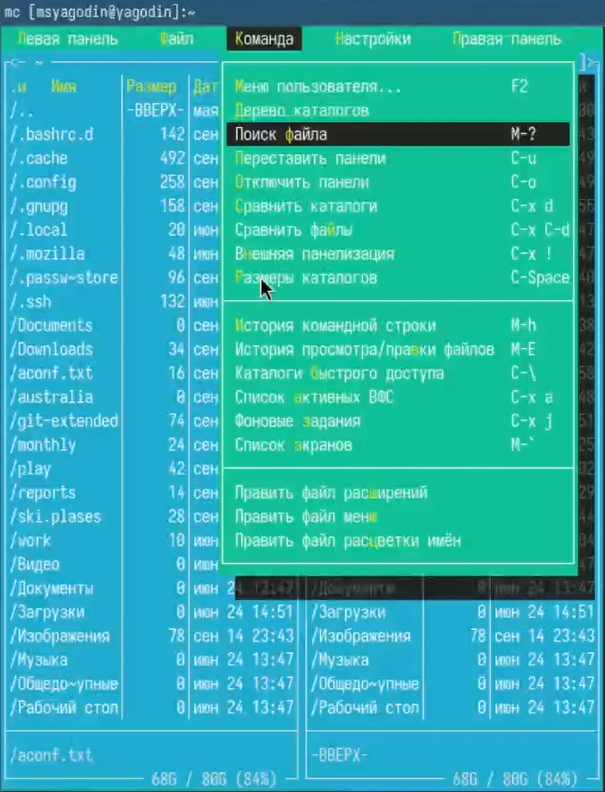 mc [msyagodin@yagodin]:~
Левая панель Файл Команда Настройки Правая панель
<- ~ ]>
.и Имя Размер Дат
/.. -ВВЕРХ- мая
/.bashrc.d 142 сен
/.cache 492 сен
/.config 258 сен
/.gnupg 158 сен
/.local 20 июн
/.mozilla 48 июн
/.passw~store 96 сен
/.ssh 132 июн
/Documents 0 сен
/Downloads 34 сен
/aconf.txt 16 сен
/australia 0 сен
/git-extended 74 сен
/monthly 24 сен
/play 42 сен
/reports 14 сен
/ski.plases 28 сен
/work 10 июн
/Видео 0 июн
Меню пользователя... F2
Дерево каталогов
Поиск файла M-?
Переставить панели C-u
Отключить панели C-o
Сравнить каталоги C-x d
Сравнить файлы C-x C-d
Внешняя панелизация C-x !
Размеры каталогов C-Space
История командной строки M-h
История просмотра/правки файлов M-E
Каталоги быстрого доступа C-\
Список активных ВФС C-x a
Фоновые задания C-x j
Список экранов M-`
Править файл расширений
Править файл меню
Править файл расцветки имён
/Документы 0 июн 24 13:47 /Документы 0 июн 24 13:47
/Загрузки 0 июн 24 14:51 /Загрузки 0 июн 24 14:51
/Изображения 78 сен 14 23:43 /Изображения 78 сен 14 23:43
/Музыка 0 июн 24 13:47 /Музыка 0 июн 24 13:47
/Общедо~упные 0 июн 24 13:47 /Общедо~упные 0 июн 24 13:47
/Рабочий стол 0 июн 24 13:47 /Рабочий стол 0 июн 24 13:47
/aconf.txt -ВВЕРХ-
68G / 80G (84%) 68G / 80G (84%)